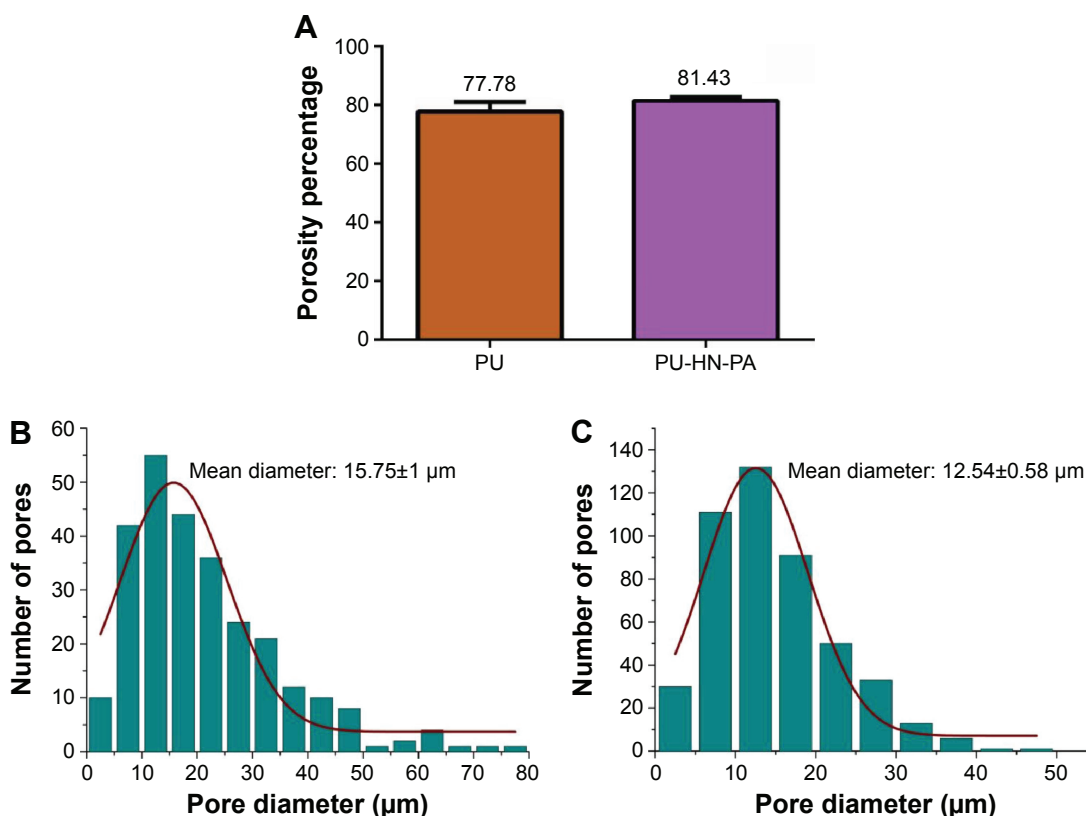 A
Porosity percentage
100
80
60
40
20
0
77.78
81.43
PU
PU-HN-PA
B
Number of pores
60
50
40
30
20
10
0
Mean diameter: 15.75±1 µm
0 10 20 30 40 50 60 70 80
Pore diameter (µm)
C
Number of pores
140
120
100
80
60
40
20
0
Mean diameter: 12.54±0.58 µm
0 10 20 30 40 50
Pore diameter (µm)